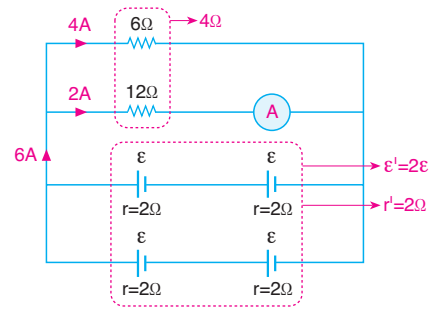 4A 6Ω 4Ω
2A 12Ω A
6A
ε ε ε'=2ε
r=2Ω r=2Ω r'=2Ω
ε ε
r=2Ω r=2Ω